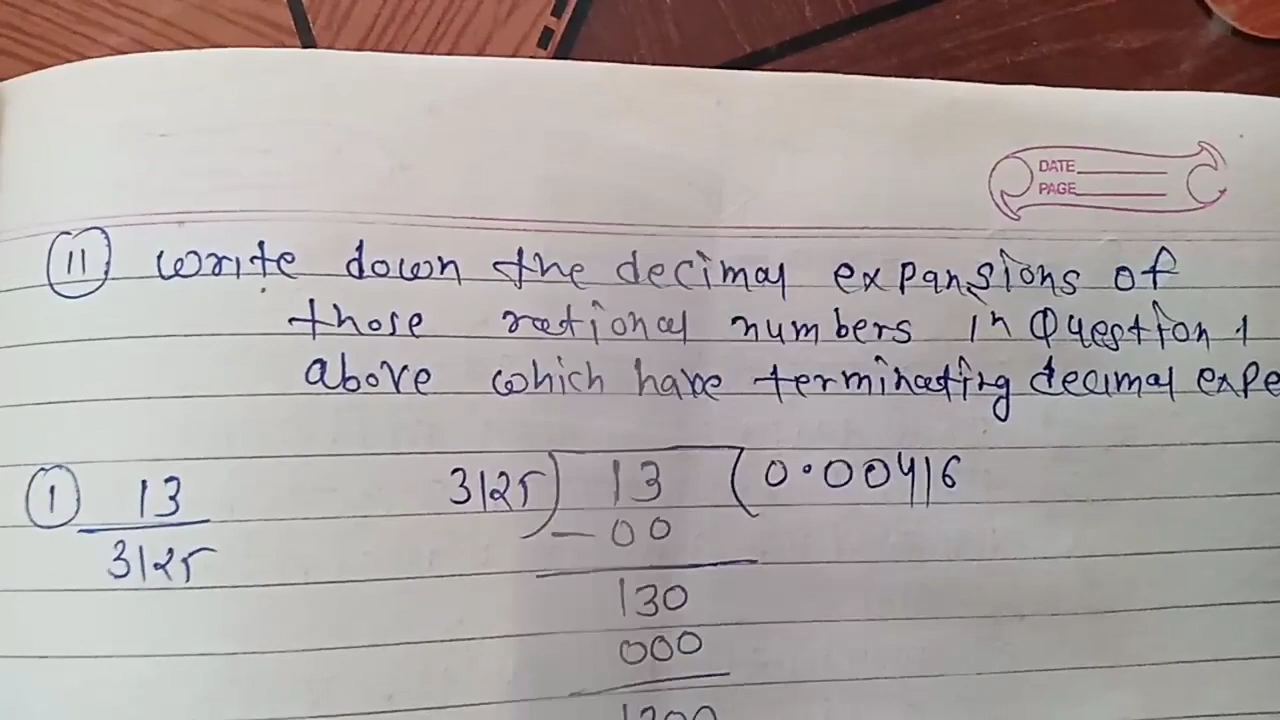 DATE
PAGE
11 Write down the decimal expansions of
those rational numbers in Question 1
above which have terminating decimal expe
1 13
3125
3125) 13 (0.00416
- 00
130
000
1300